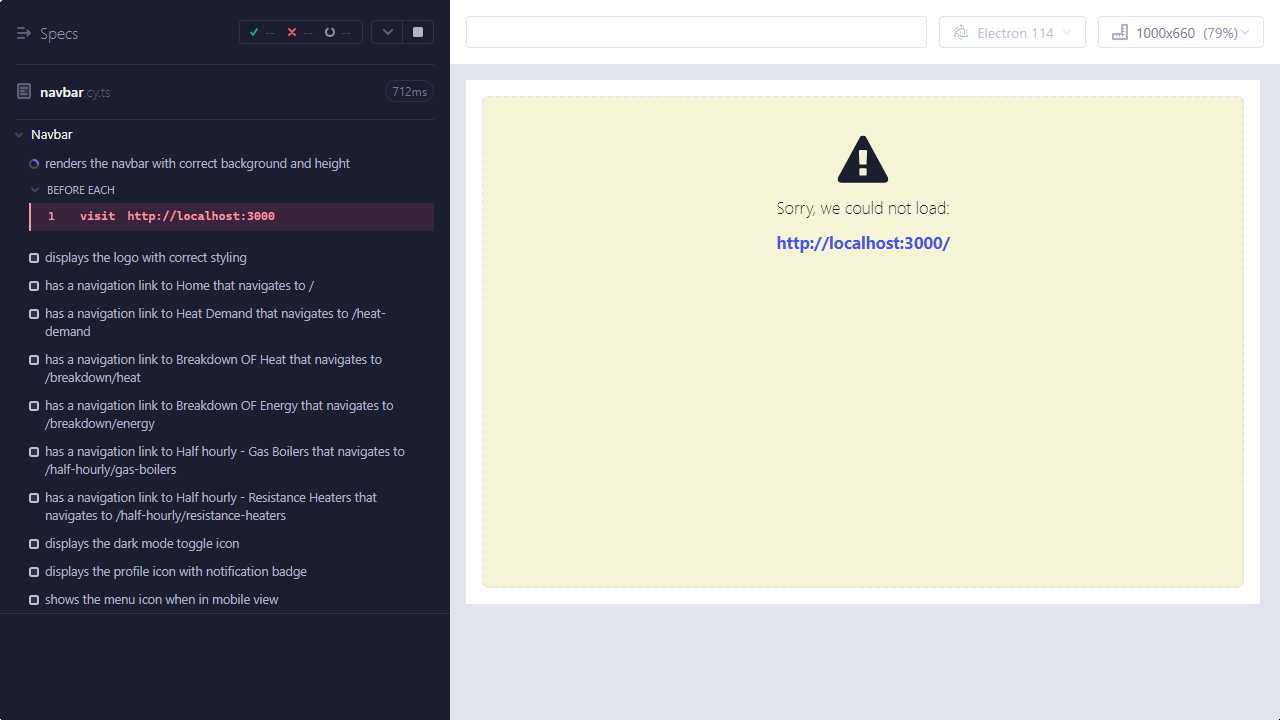 Specs
-- -- --
navbar.cy.ts
712ms
Navbar
renders the navbar with correct background and height
BEFORE EACH
1 visit http://localhost:3000
displays the logo with correct styling
has a navigation link to Home that navigates to /
has a navigation link to Heat Demand that navigates to /heat-
demand
has a navigation link to Breakdown OF Heat that navigates to
/breakdown/heat
has a navigation link to Breakdown OF Energy that navigates to
/breakdown/energy
has a navigation link to Half hourly - Gas Boilers that navigates to
/half-hourly/gas-boilers
has a navigation link to Half hourly - Resistance Heaters that
navigates to /half-hourly/resistance-heaters
displays the dark mode toggle icon
displays the profile icon with notification badge
shows the menu icon when in mobile view
Electron 114
1000x660 (79%)
Sorry, we could not load:
http://localhost:3000/